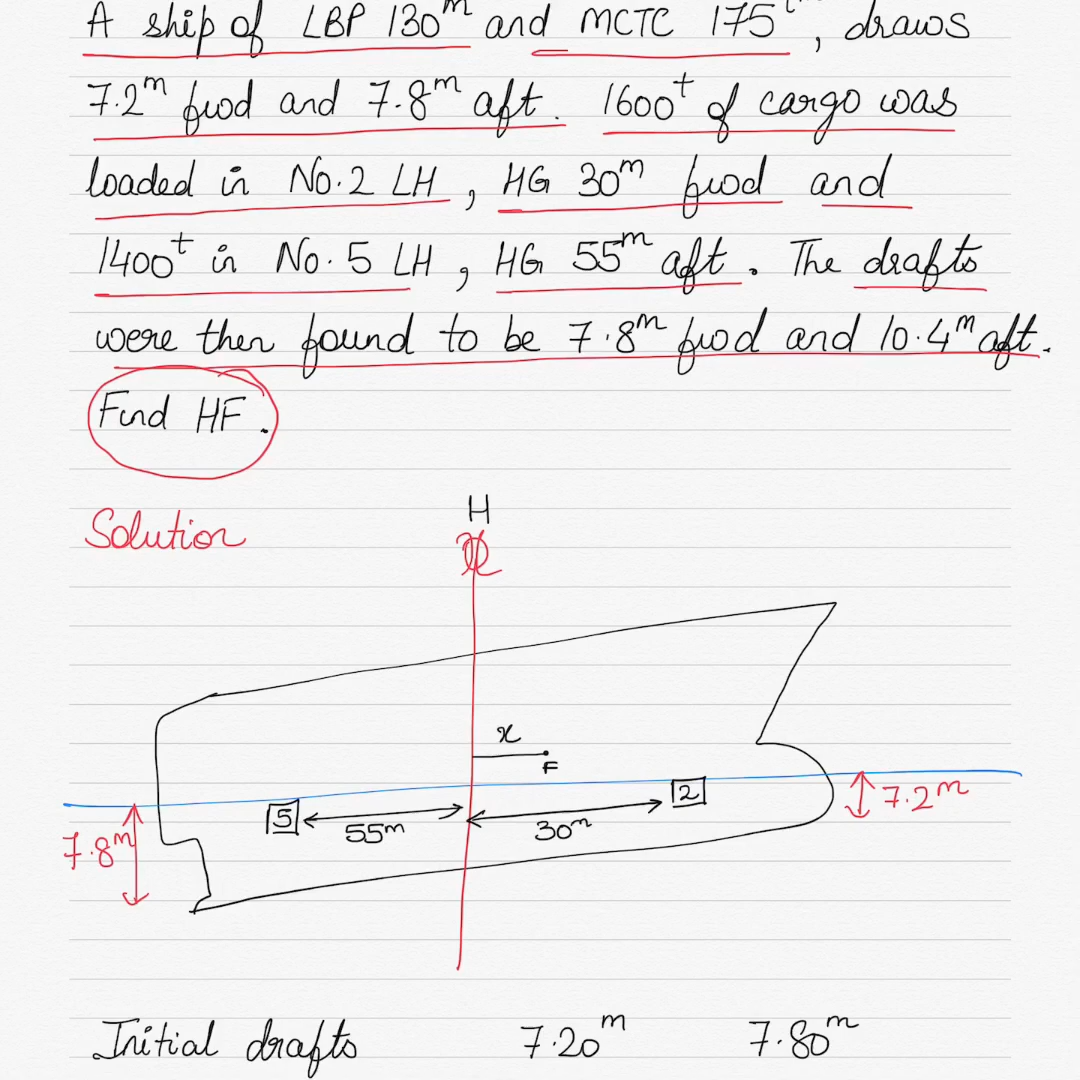 A ship of LBP 130ᵐ and MCTC 175ᵗᵐ, draws
7.2ᵐ fwd and 7.8ᵐ aft. 1600ᵗ of cargo was
loaded in No.2 LH, HG 30ᵐ fwd and
1400ᵗ in No.5 LH, HG 55ᵐ aft. The drafts
were then found to be 7.8ᵐ fwd and 10.4ᵐ aft.
Find HF.
H
Solution
x
F
2
7.2ᵐ
5
55ᵐ
30ᵐ
7.8ᵐ
Initial drafts 7.20ᵐ 7.80ᵐ